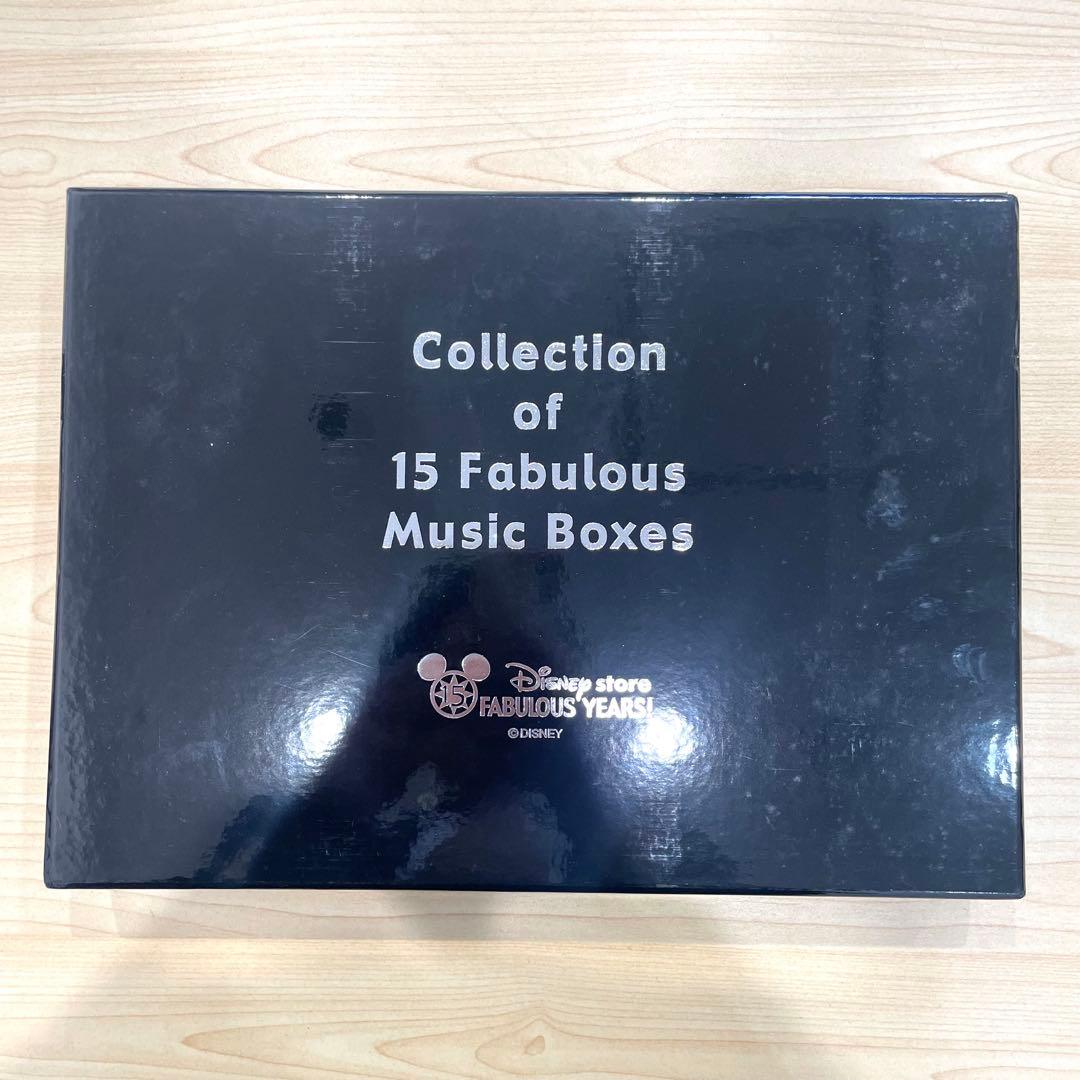 Collection
of
15 Fabulous
Music Boxes
15
Disney store
FABULOUS YEARS!
©DISNEY